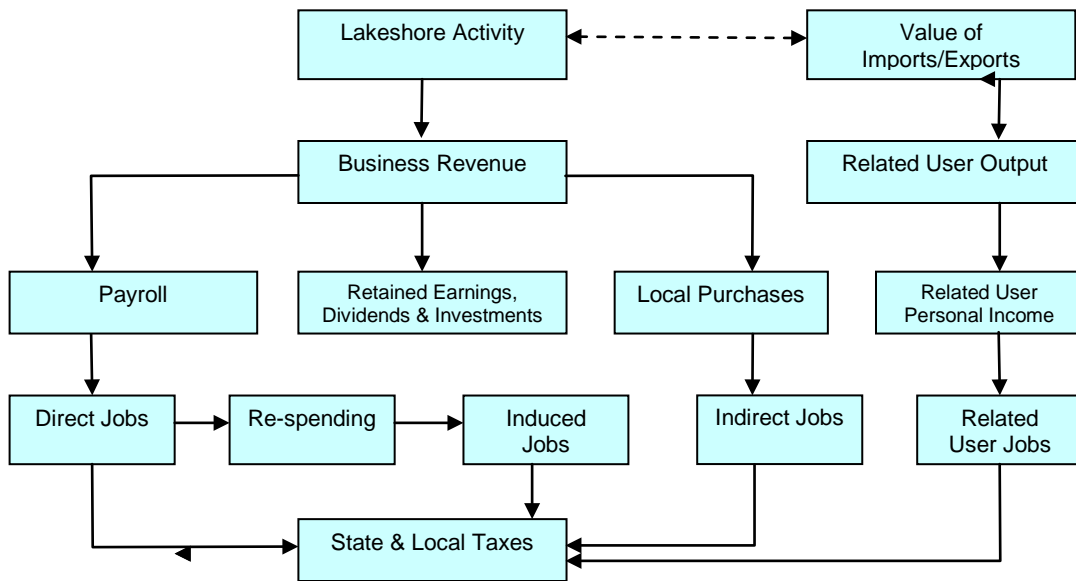 Lakeshore Activity
Value of
Imports/Exports
Business Revenue
Related User Output
Payroll
Retained Earnings,
Dividends & Investments
Local Purchases
Related User
Personal Income
Direct Jobs
Re-spending
Induced
Jobs
Indirect Jobs
Related
User Jobs
State & Local Taxes